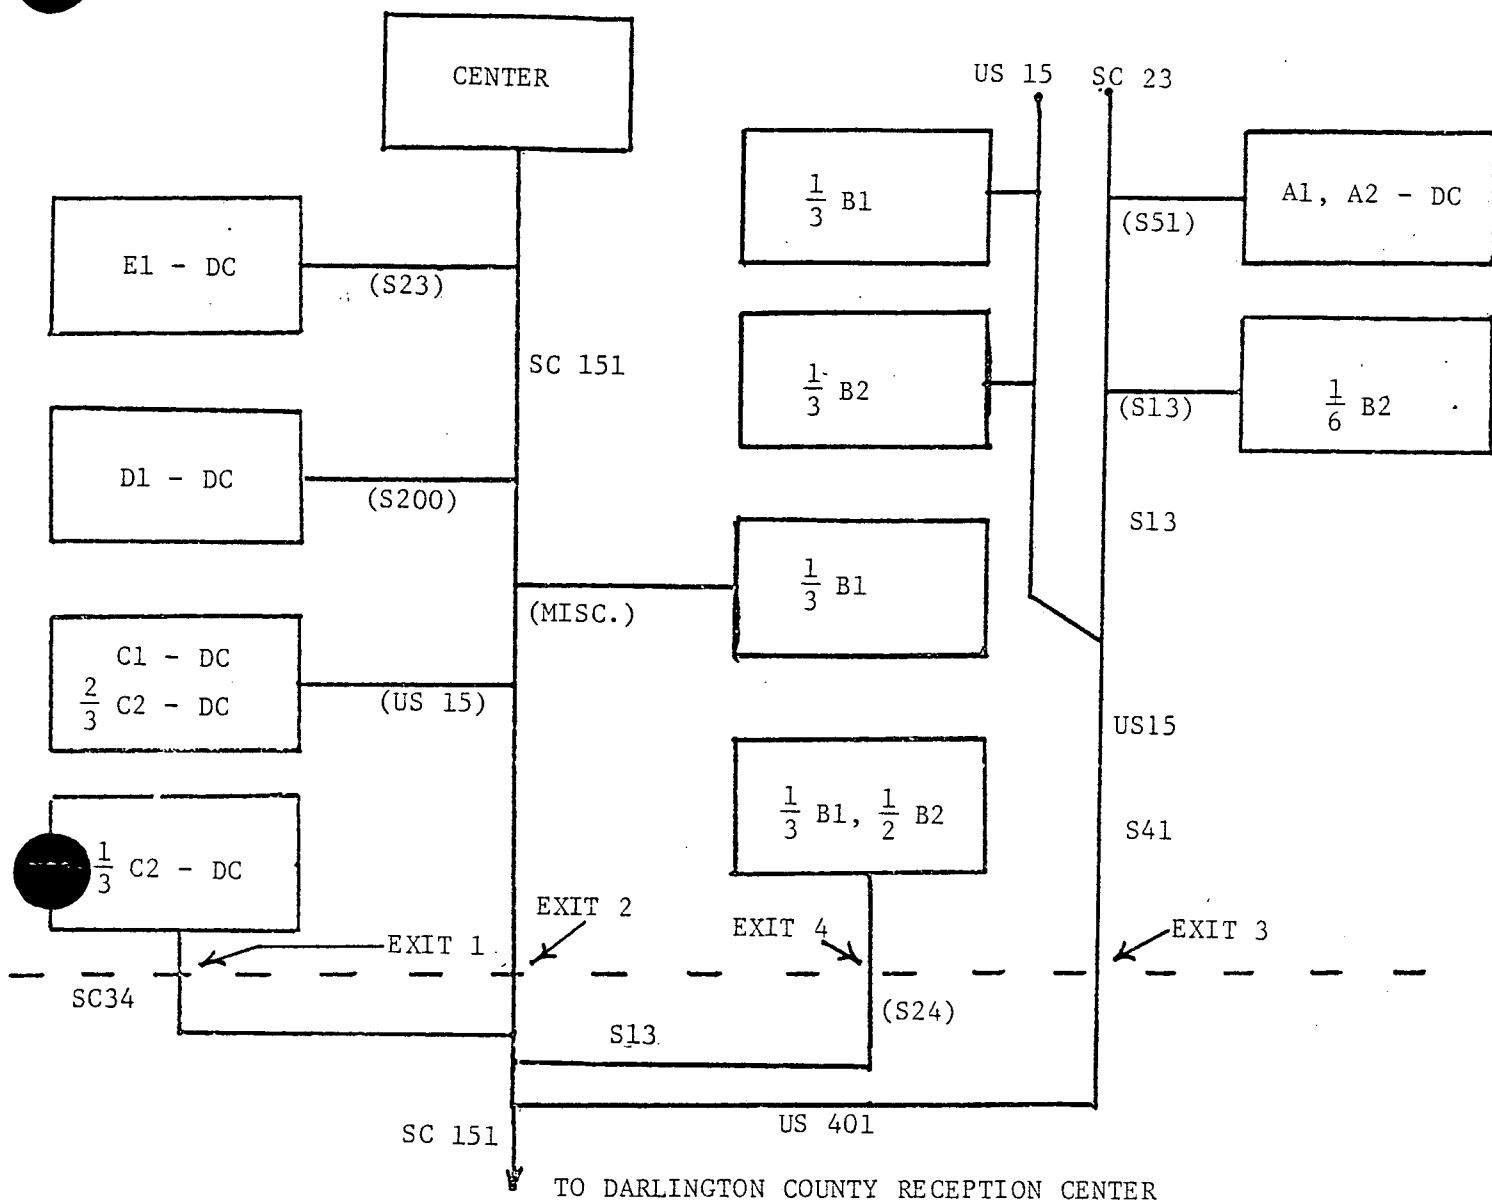 CENTER
US 15 SC 23
1/3 B1
A1, A2 - DC
(S51)
E1 - DC
(S23)
SC 151
1/3 B2
(S13)
1/6 B2
D1 - DC
(S200)
S13
1/3 B1
(MISC.)
C1 - DC
2/3 C2 - DC
(US 15)
US15
1/3 B1, 1/2 B2
S41
1/3 C2 - DC
EXIT 2
EXIT 4
EXIT 3
EXIT 1
SC34
(S24)
S13
US 401
SC 151
TO DARLINGTON COUNTY RECEPTION CENTER